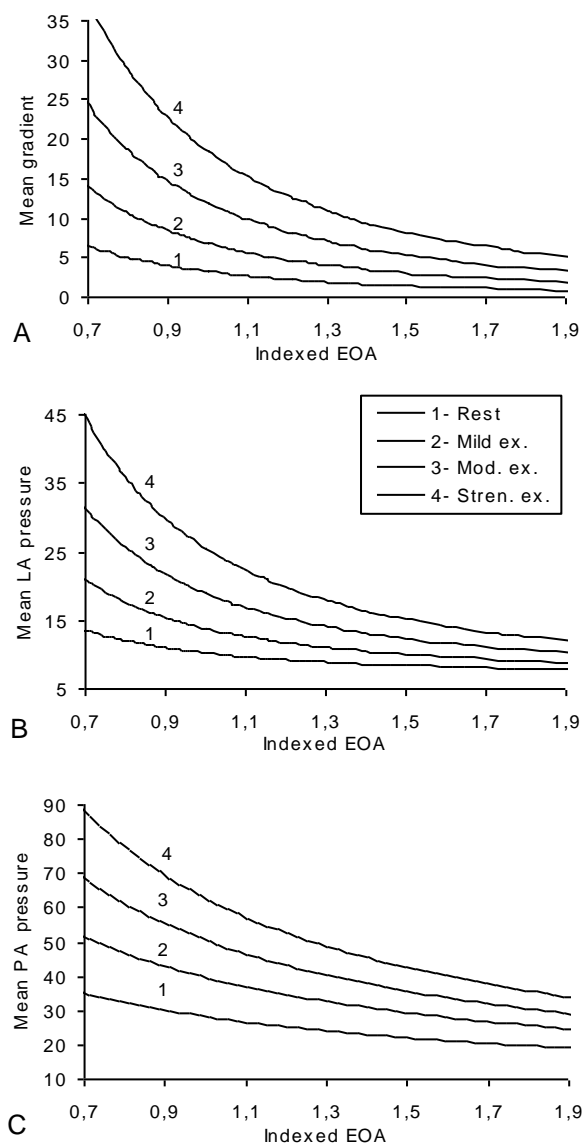 35
30
25
20
15
10
5
0
Mean gradient
4
3
2
1
0,7 0,9 1,1 1,3 1,5 1,7 1,9
Indexed EOA
A
45
35
25
15
5
Mean LA pressure
4
3
2
1
1- Rest
2- Mild ex.
3- Mod. ex.
4- Stren. ex.
0,7 0,9 1,1 1,3 1,5 1,7 1,9
Indexed EOA
B
90
80
70
60
50
40
30
20
10
Mean PA pressure
4
3
2
1
0,7 0,9 1,1 1,3 1,5 1,7 1,9
Indexed EOA
C